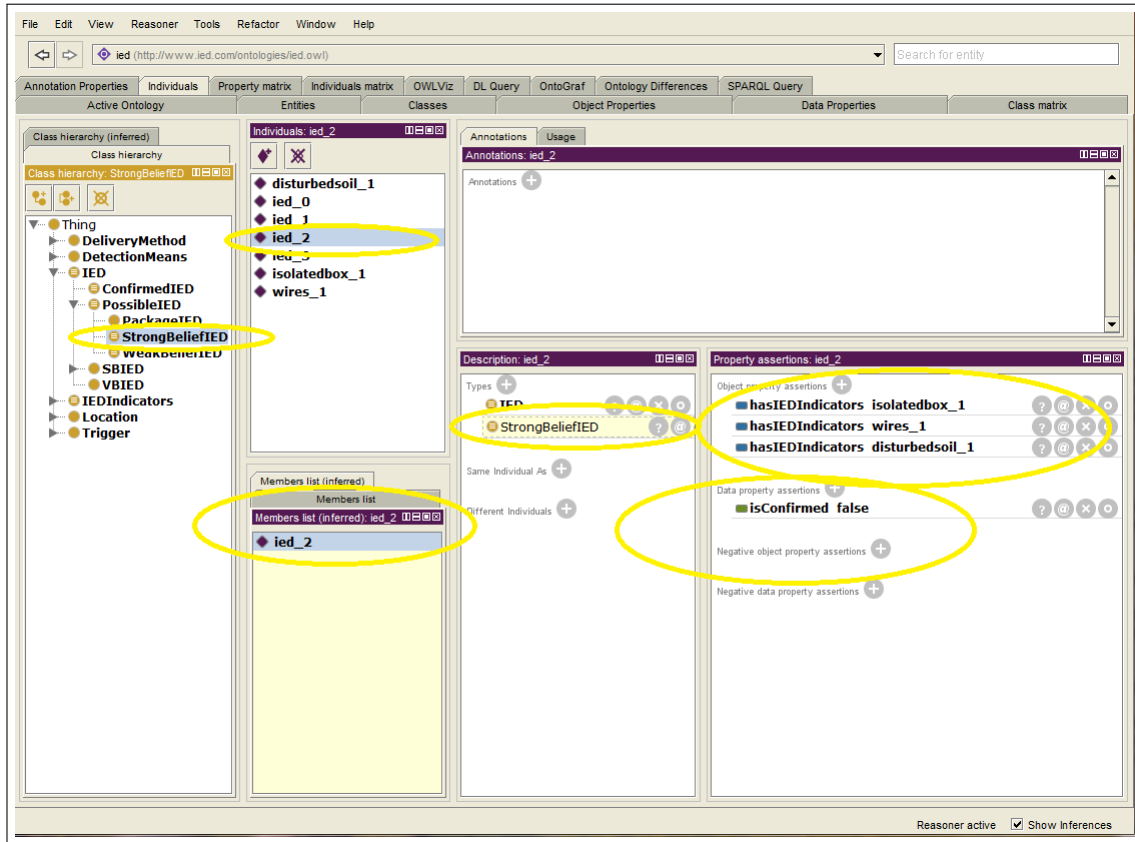 File Edit View Reasoner Tools Refactor Window Help
ied (http://www.ied.com/ontologies/ied.owl)
Search for entity
Annotation Properties Individuals Property matrix Individuals matrix OWLViz DL Query OntoGraf Ontology Differences SPARQL Query
Active Ontology Entities Classes Object Properties Data Properties Class matrix
Class hierarchy (inferred)
Class hierarchy
Class hierarchy: StrongBeliefIED
Thing
DeliveryMethod
DetectionMeans
IED
ConfirmedIED
PossibleIED
PackageIED
StrongBeliefIED
WeakBeliefIED
SBIED
VBIED
IEDIndicators
Location
Trigger
Individuals: ied_2
disturbedsoil_1
ied_0
ied_1
ied_2
ied_3
isolatedbox_1
wires_1
Members list (inferred)
Members list
Members list (inferred): ied_2
ied_2
Annotations Usage
Annotations: ied_2
Annotations
Description: ied_2
Types
IED
StrongBeliefIED
Same Individual As
Different Individuals
Property assertions: ied_2
Object property assertions
hasIEDIndicators isolatedbox_1
hasIEDIndicators wires_1
hasIEDIndicators disturbedsoil_1
Data property assertions
isConfirmed false
Negative object property assertions
Negative data property assertions
Reasoner active Show Inferences